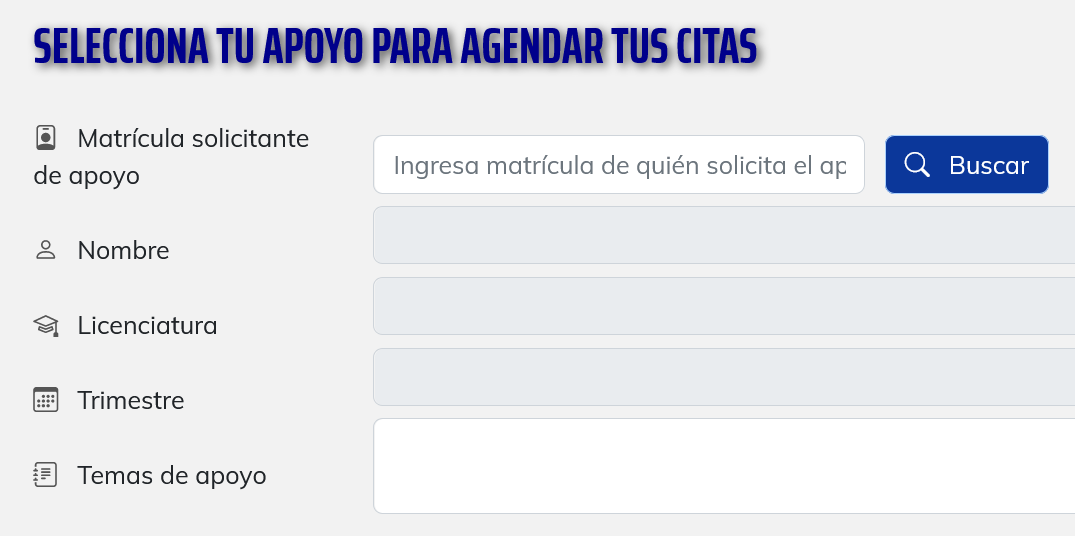 SELECCIONA TU APOYO PARA AGENDAR TUS CITAS
Matrícula solicitante
de apoyo
Ingresa matrícula de quién solicita el ap
Buscar
Nombre
Licenciatura
Trimestre
Temas de apoyo